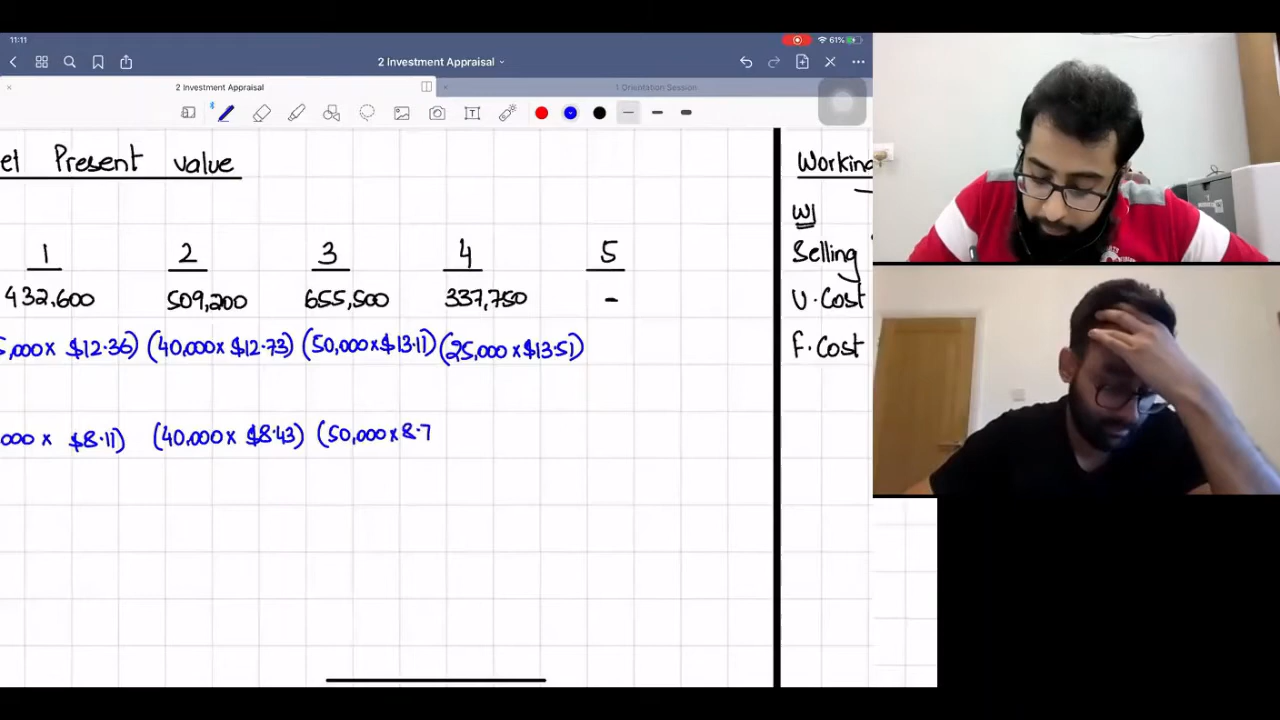 11:11
61%
2 Investment Appraisal
2 Investment Appraisal
1 Orientation Session
et Present value
1 2 3 4 5
432,600 509,200 655,500 337,750 -
5,000 x $12.36) (40,000 x $12.73) (50,000 x $13.11) (25,000 x $13.51)
000 x $8.11) (40,000 x $8.43) (50,000 x 8.7
Working
W1
Selling
V. Cost
F. Cost